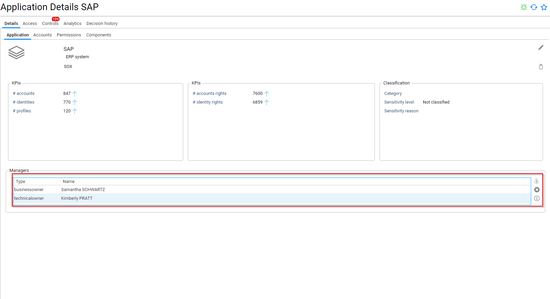 Application Details SAP
Details Access Controls Analytics Decision history
Application Accounts Permissions Components
SAP
ERP system
SOX
KPIs
# accounts 847
# identities 770
# profiles 120
KPIs
# accounts rights 7600
# identity rights 6859
Classification
Category
Sensitivity level Not classified
Sensitivity reason
Managers
Type Name
businessowner Samantha SCHWARTZ
technicalowner Kimberly PRATT